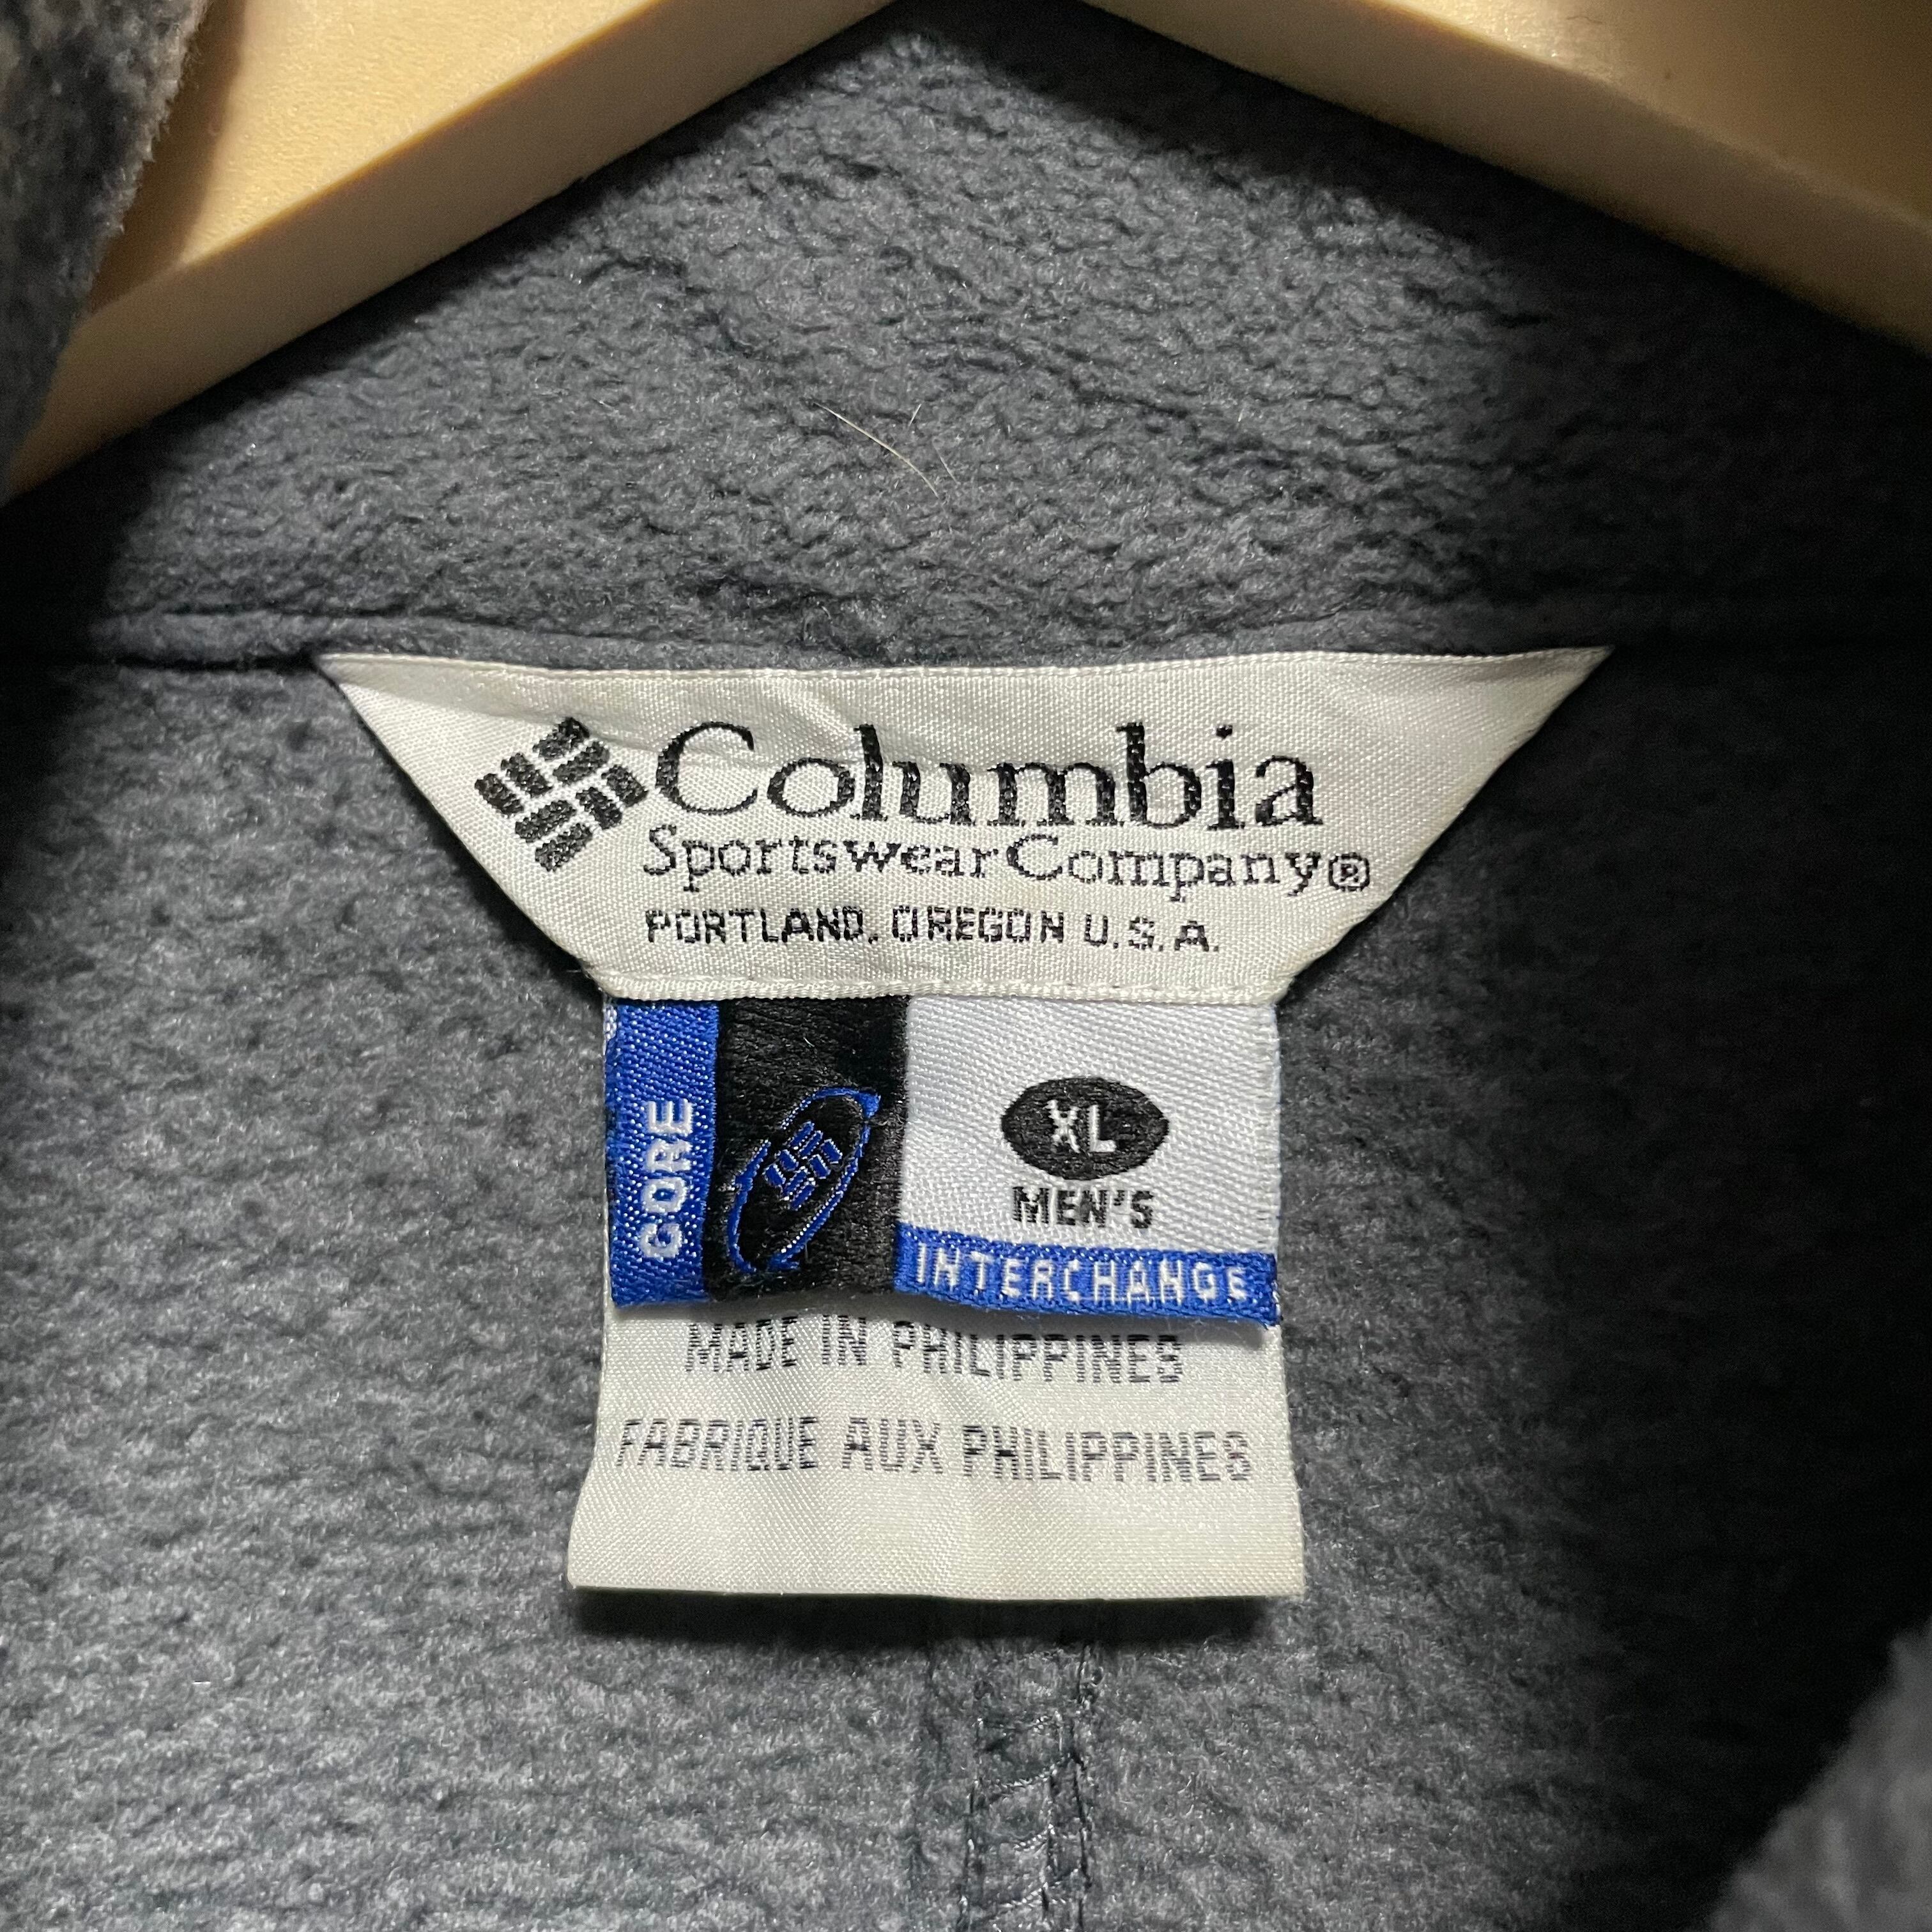 Columbia
Sportswear Company®
PORTLAND, OREGON U.S.A.
CORE
XL
MEN'S
INTERCHANGE
MADE IN PHILIPPINES
FABRIQUE AUX PHILIPPINES